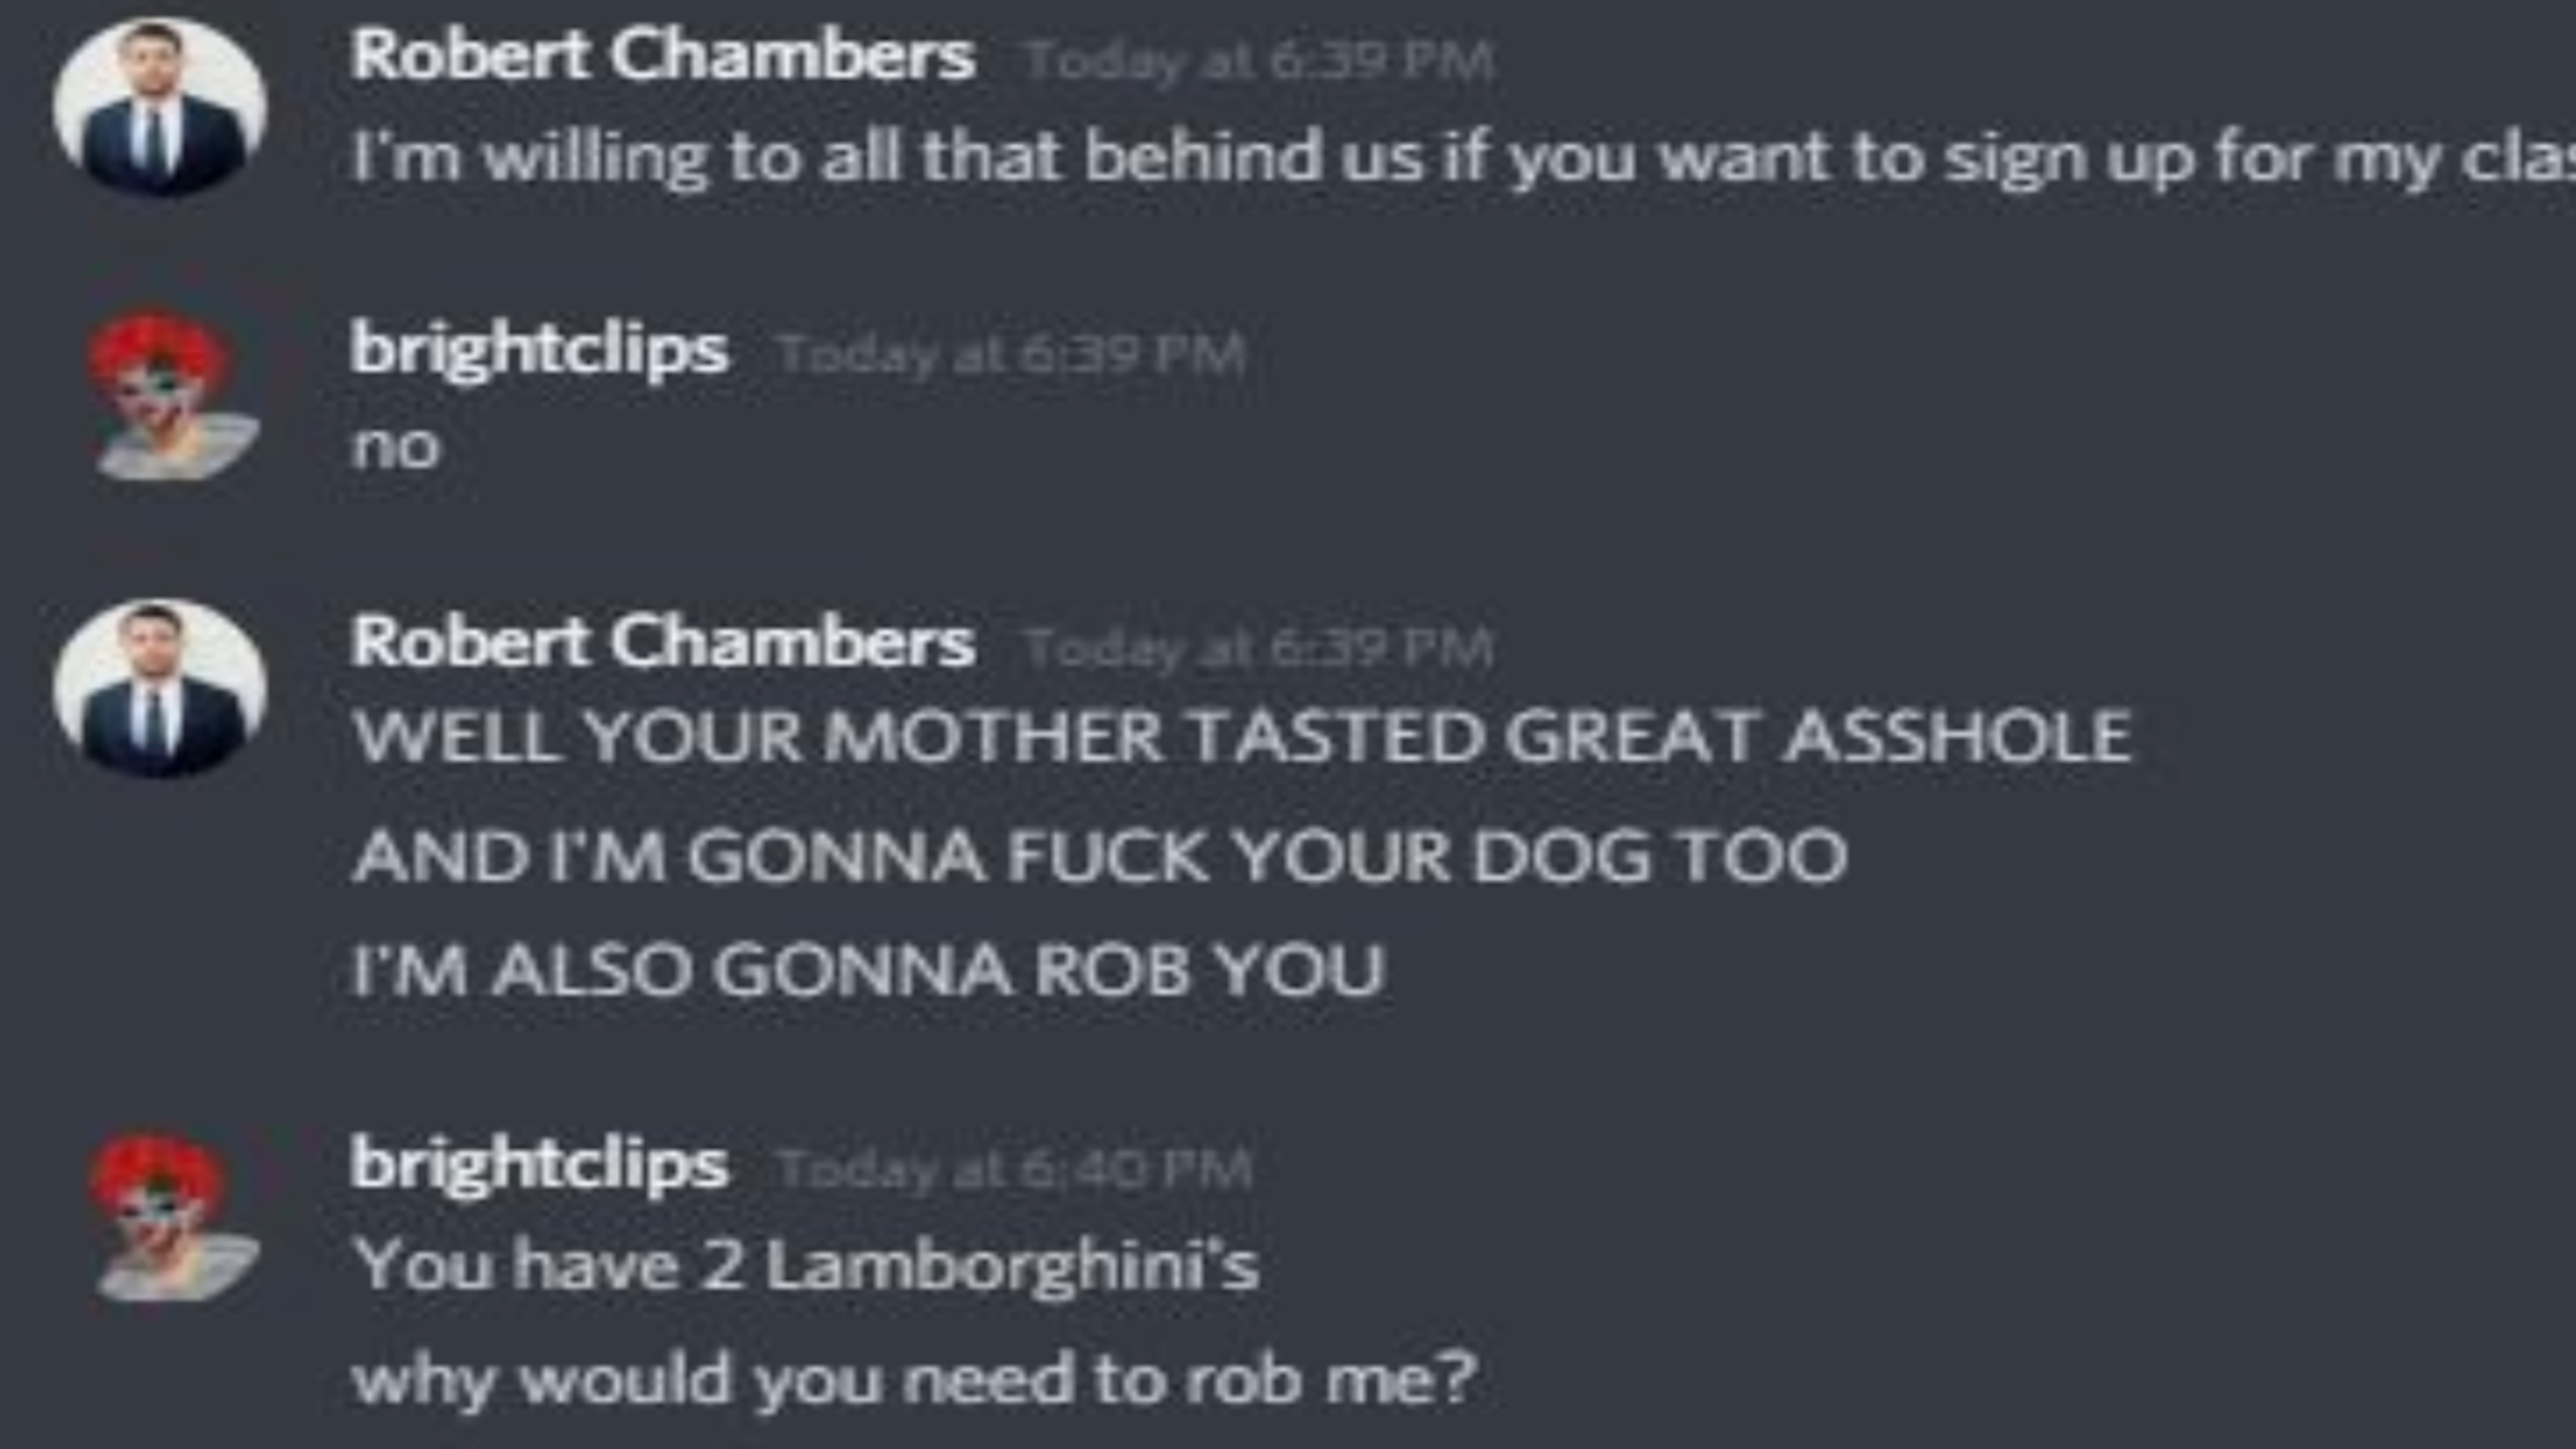 Robert Chambers Today at 6:39 PM
I'm willing to all that behind us if you want to sign up for my clas
brightclips Today at 6:39 PM
no
Robert Chambers Today at 6:39 PM
WELL YOUR MOTHER TASTED GREAT ASSHOLE
AND I'M GONNA FUCK YOUR DOG TOO
I'M ALSO GONNA ROB YOU
brightclips Today at 6:40 PM
You have 2 Lamborghini's
why would you need to rob me?